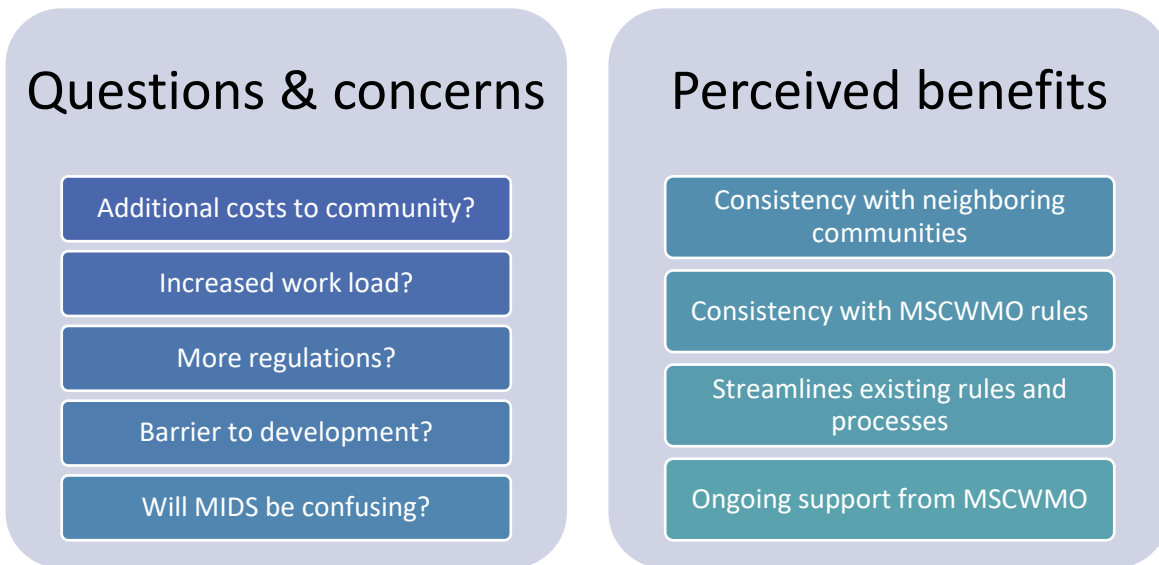 Questions & concerns
Additional costs to community?
Increased work load?
More regulations?
Barrier to development?
Will MIDS be confusing?
Perceived benefits
Consistency with neighboring
communities
Consistency with MSCWMO rules
Streamlines existing rules and
processes
Ongoing support from MSCWMO